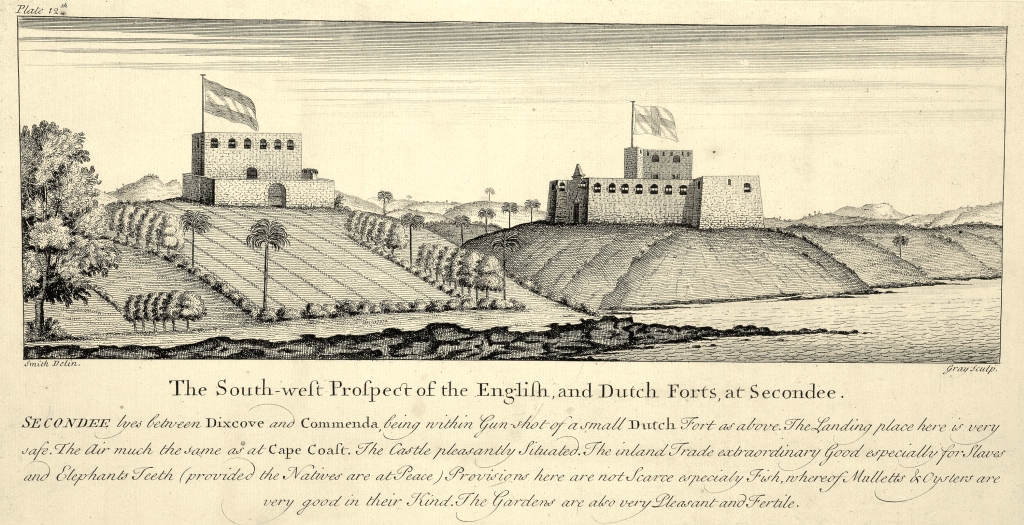 Plate 12th
Smith Delin.
Gray Sculp.
The South-weſt Proſpect of the Engliſh, and Dutch Forts, at Secondee.
SECONDEE lyes between Dixcove and Commenda, being within Gun-shot of a small Dutch Fort as above. The Landing place here is very
safe. The Air much the same as at Cape Coaſt. The Castle pleasantly Situated. The inland Trade extraordinary Good especially for Slaves
and Elephants Teeth (provided the Natives are at Peace) Provisions here are not Scarce especialy Fish, whereof Mulletts & Oysters are
very good in their Kind. The Gardens are also very Pleasant and Fertile.